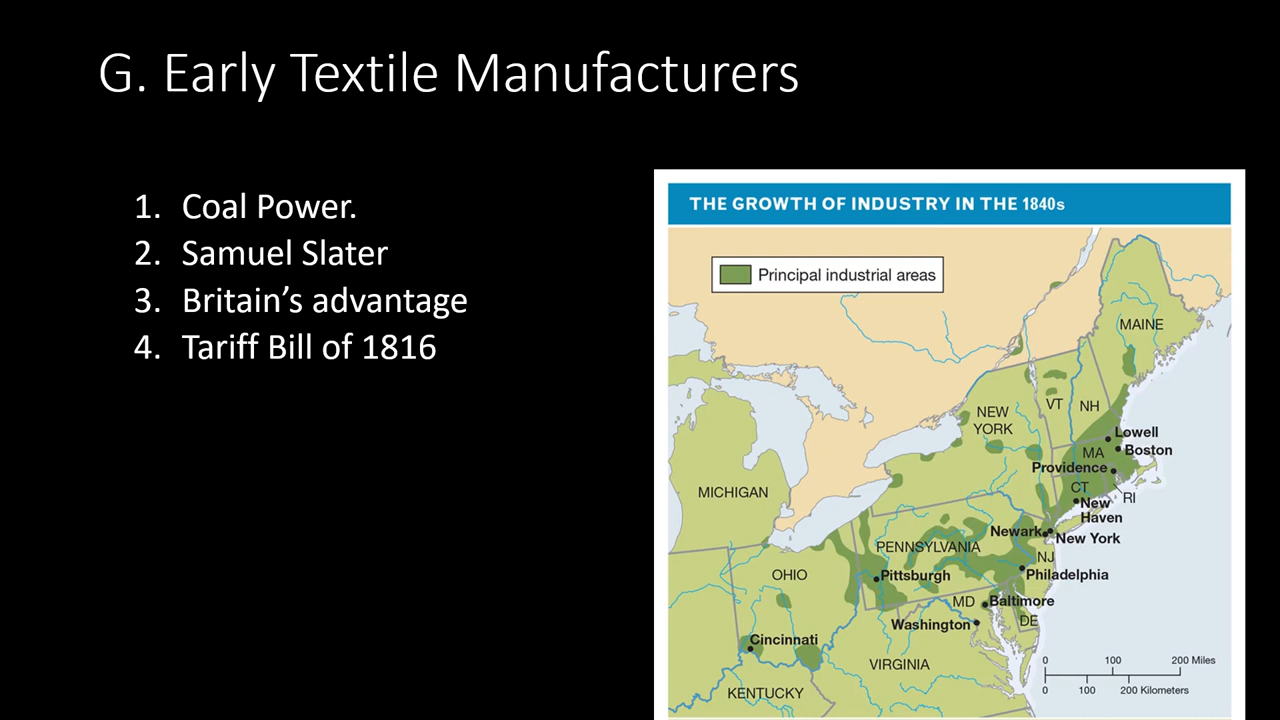 G. Early Textile Manufacturers
1. Coal Power.
2. Samuel Slater
3. Britain’s advantage
4. Tariff Bill of 1816
THE GROWTH OF INDUSTRY IN THE 1840s
Principal industrial areas
MAINE
VT
NH
NEW
YORK
Lowell
MA
Boston
Providence
CT
RI
MICHIGAN
New
Haven
Newark
New York
PENNSYLVANIA
NJ
OHIO
Pittsburgh
Philadelphia
MD
Baltimore
Washington
DE
Cincinnati
VIRGINIA
KENTUCKY
0 100 200 Miles
0 100 200 Kilometers